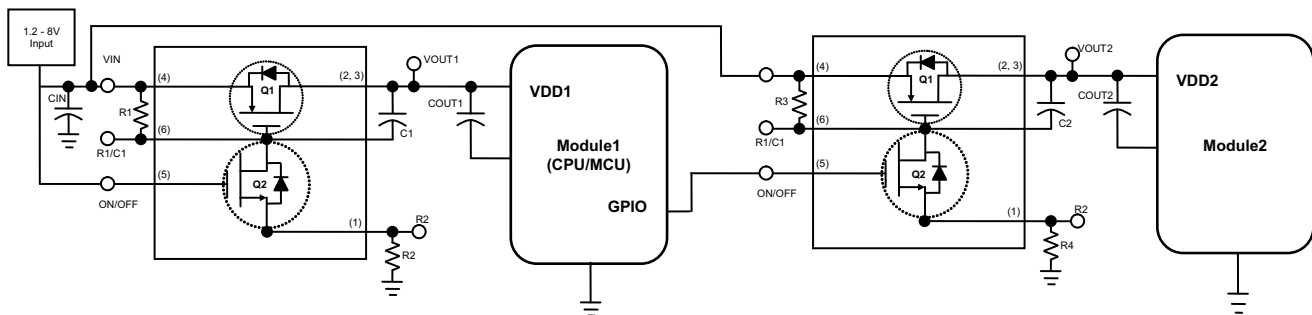 1.2 - 8V
Input
VIN
CIN
R1
R1/C1
ON/OFF
(4)
(6)
(5)
Q1
Q2
(2, 3)
(1)
C1
VOUT1
COUT1
R2
R2
VDD1
Module1
(CPU/MCU)
GPIO
R3
R1/C1
ON/OFF
(4)
(6)
(5)
Q1
Q2
(2, 3)
(1)
C2
VOUT2
COUT2
R2
R4
VDD2
Module2